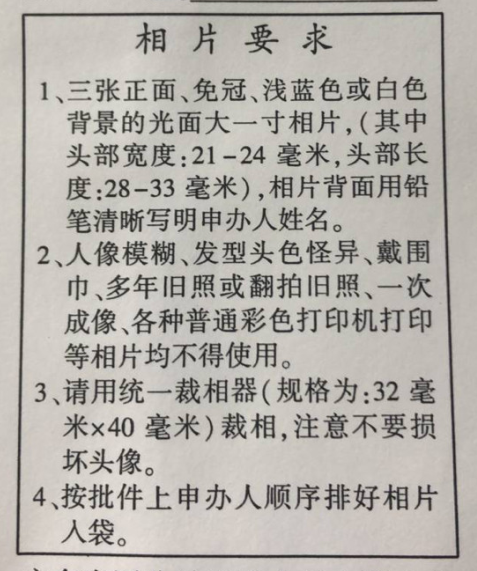 相片要求
1、三张正面、免冠、浅蓝色或白色
背景的光面大一寸相片,(其中
头部宽度:21-24 毫米,头部长
度:28-33 毫米),相片背面用铅
笔清晰写明申办人姓名。
2、人像模糊、发型头色怪异、戴围
巾、多年旧照或翻拍旧照、一次
成像、各种普通彩色打印机打印
等相片均不得使用。
3、请用统一裁相器(规格为:32 毫
米×40 毫米)裁相,注意不要损
坏头像。
4、按批件上申办人顺序排好相片
入袋。